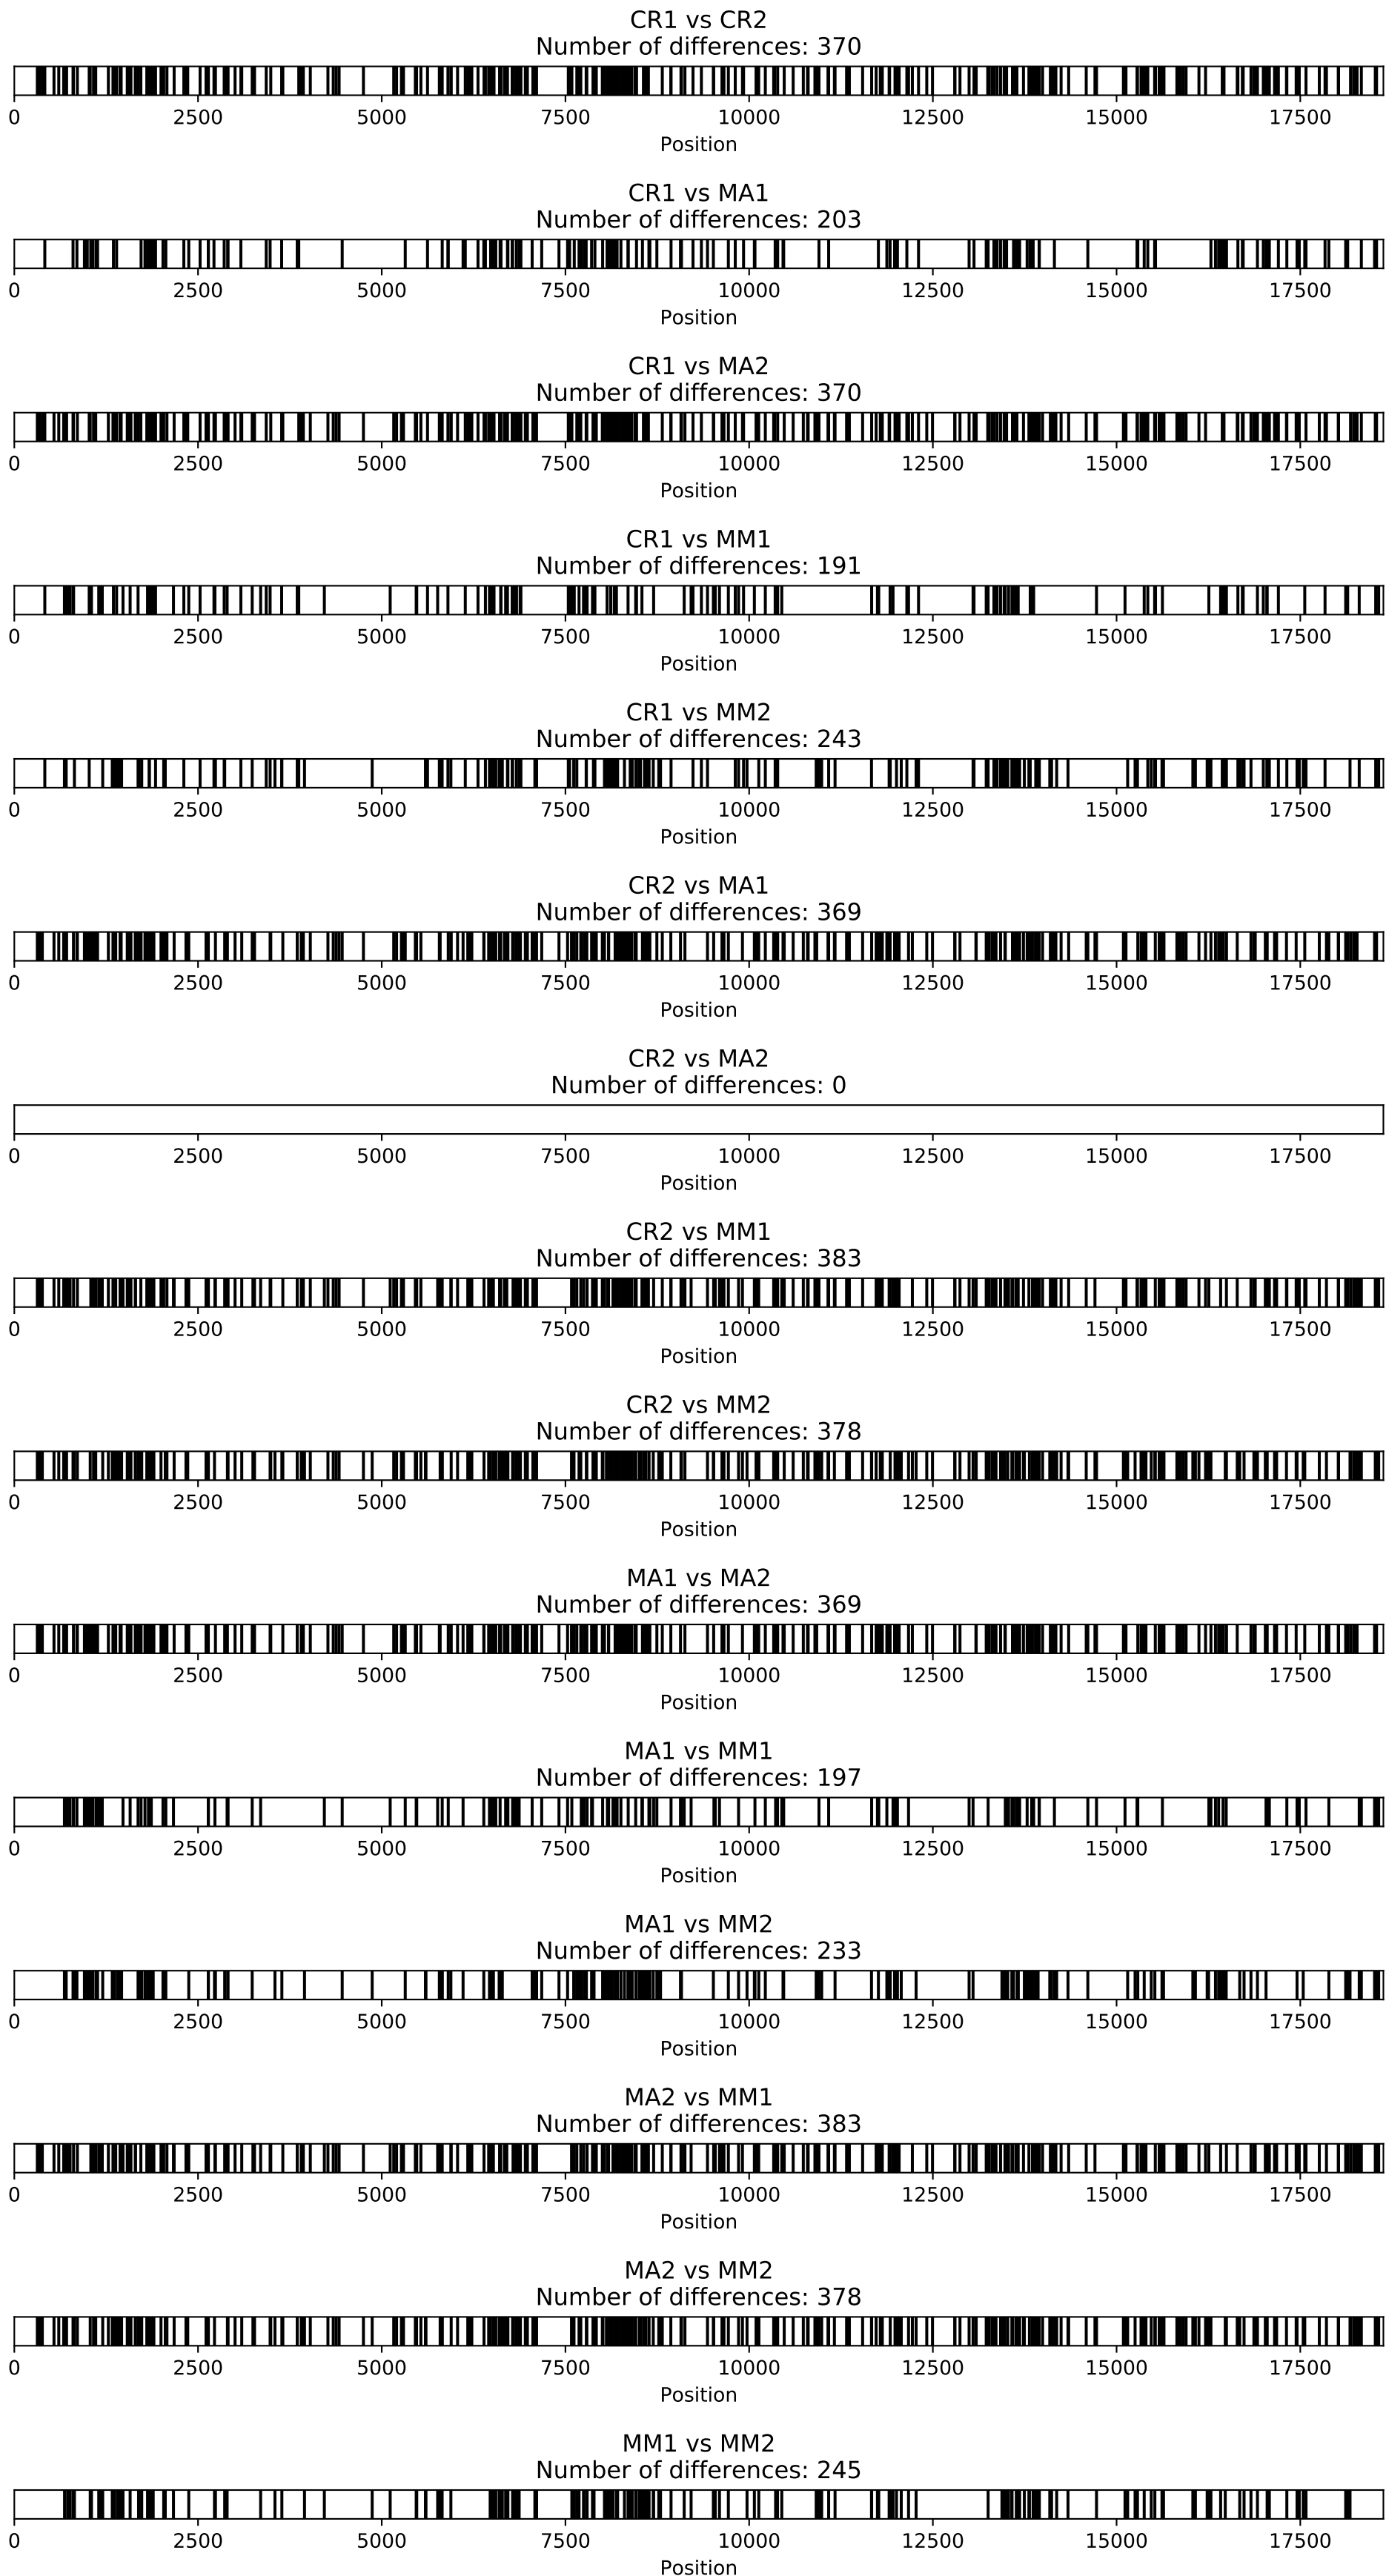 CR1 vs CR2
Number of differences: 370
0 2500 5000 7500 10000 12500 15000 17500
Position
CR1 vs MA1
Number of differences: 203
0 2500 5000 7500 10000 12500 15000 17500
Position
CR1 vs MA2
Number of differences: 370
0 2500 5000 7500 10000 12500 15000 17500
Position
CR1 vs MM1
Number of differences: 191
0 2500 5000 7500 10000 12500 15000 17500
Position
CR1 vs MM2
Number of differences: 243
0 2500 5000 7500 10000 12500 15000 17500
Position
CR2 vs MA1
Number of differences: 369
0 2500 5000 7500 10000 12500 15000 17500
Position
CR2 vs MA2
Number of differences: 0
0 2500 5000 7500 10000 12500 15000 17500
Position
CR2 vs MM1
Number of differences: 383
0 2500 5000 7500 10000 12500 15000 17500
Position
CR2 vs MM2
Number of differences: 378
0 2500 5000 7500 10000 12500 15000 17500
Position
MA1 vs MA2
Number of differences: 369
0 2500 5000 7500 10000 12500 15000 17500
Position
MA1 vs MM1
Number of differences: 197
0 2500 5000 7500 10000 12500 15000 17500
Position
MA1 vs MM2
Number of differences: 233
0 2500 5000 7500 10000 12500 15000 17500
Position
MA2 vs MM1
Number of differences: 383
0 2500 5000 7500 10000 12500 15000 17500
Position
MA2 vs MM2
Number of differences: 378
0 2500 5000 7500 10000 12500 15000 17500
Position
MM1 vs MM2
Number of differences: 245
0 2500 5000 7500 10000 12500 15000 17500
Position